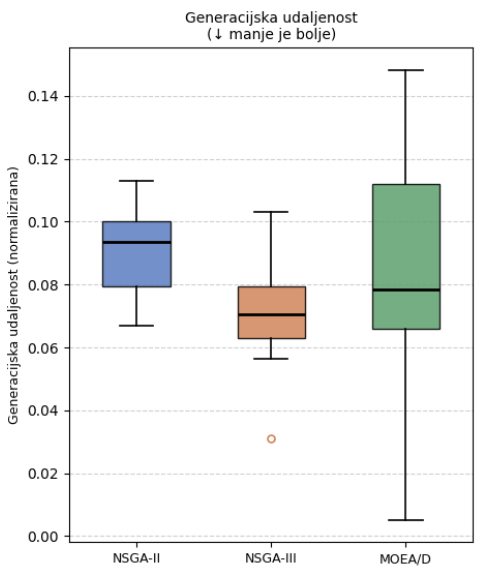 Generacijska udaljenost
(↓ manje je bolje)
Generacijska udaljenost (normalizirana)
0.14
0.12
0.10
0.08
0.06
0.04
0.02
0.00
NSGA-II
NSGA-III
MOEA/D